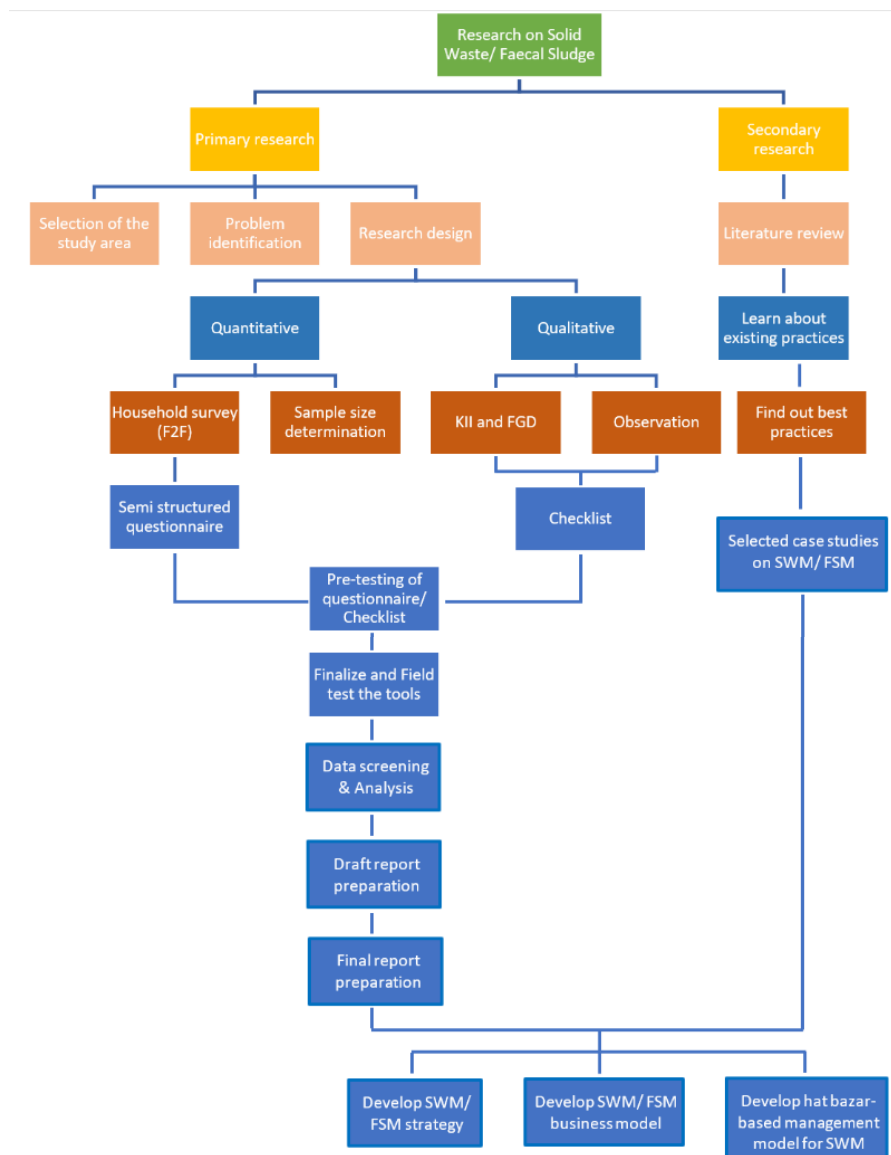 Research on Solid
Waste/ Faecal Sludge
Primary research
Secondary
research
Selection of the
study area
Problem
identification
Research design
Literature review
Quantitative
Qualitative
Learn about
existing practices
Household survey
(F2F)
Sample size
determination
KII and FGD
Observation
Find out best
practices
Semi structured
questionnaire
Checklist
Selected case studies
on SWM/ FSM
Pre-testing of
questionnaire/
Checklist
Finalize and Field
test the tools
Data screening
& Analysis
Draft report
preparation
Final report
preparation
Develop SWM/
FSM strategy
Develop SWM/ FSM
business model
Develop hat bazar-
based management
model for SWM